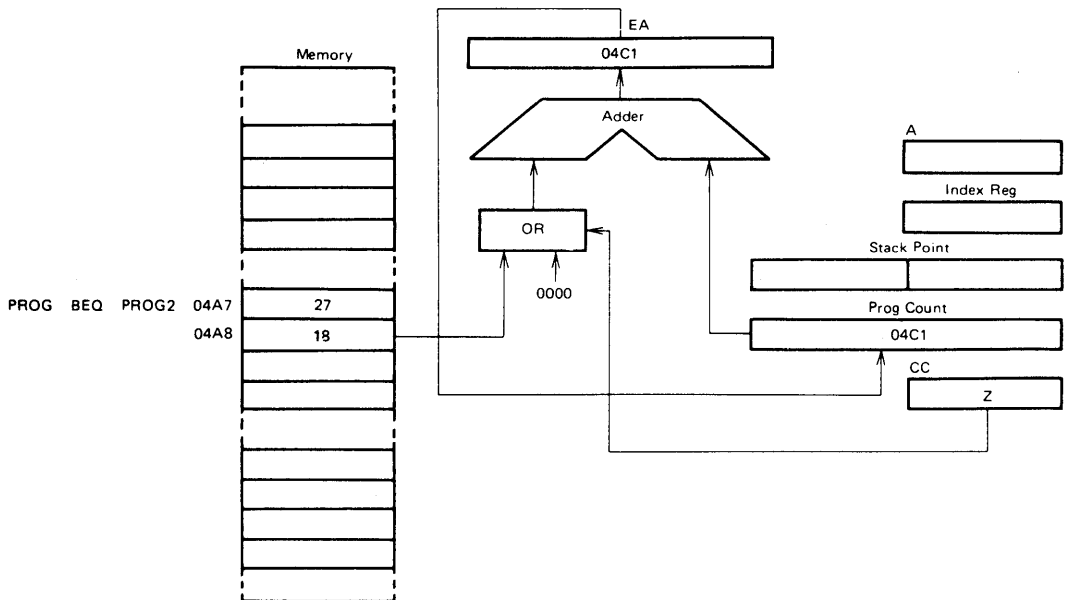 EA
04C1
Memory
Adder
A
Index Reg
OR
Stack Point
0000
PROG BEQ PROG2 04A7 27
Prog Count
04A8 18
04C1
CC
Z